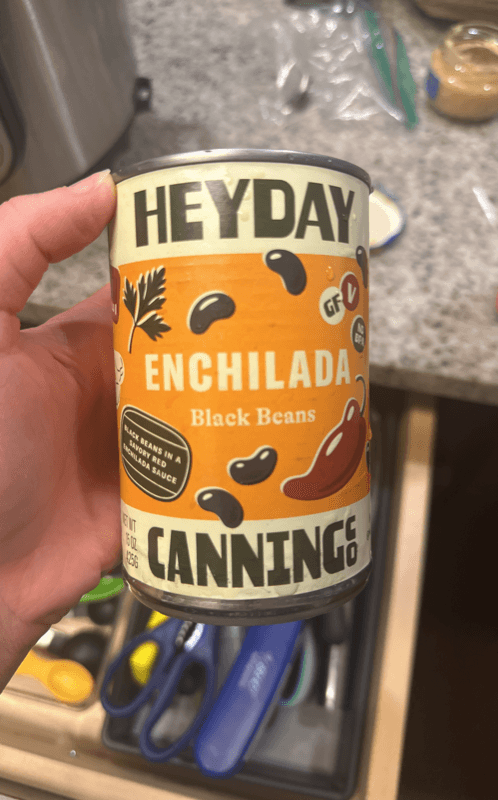 HEYDAY
GF
V
ENCHILADA
Black Beans
BLACK BEANS IN A
SAVORY RED
ENCHILADA SAUCE
NET WT
15 OZ
425G
CANNING CO